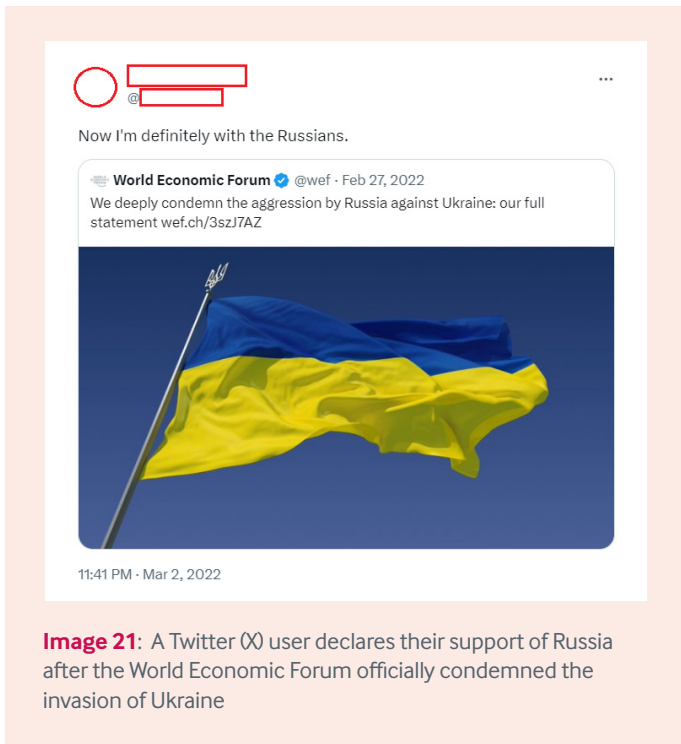 @
Now I'm definitely with the Russians.
World Economic Forum @wef · Feb 27, 2022
We deeply condemn the aggression by Russia against Ukraine: our full
statement wef.ch/3szJ7AZ
11:41 PM · Mar 2, 2022
Image 21: A Twitter (X) user declares their support of Russia
after the World Economic Forum officially condemned the
invasion of Ukraine